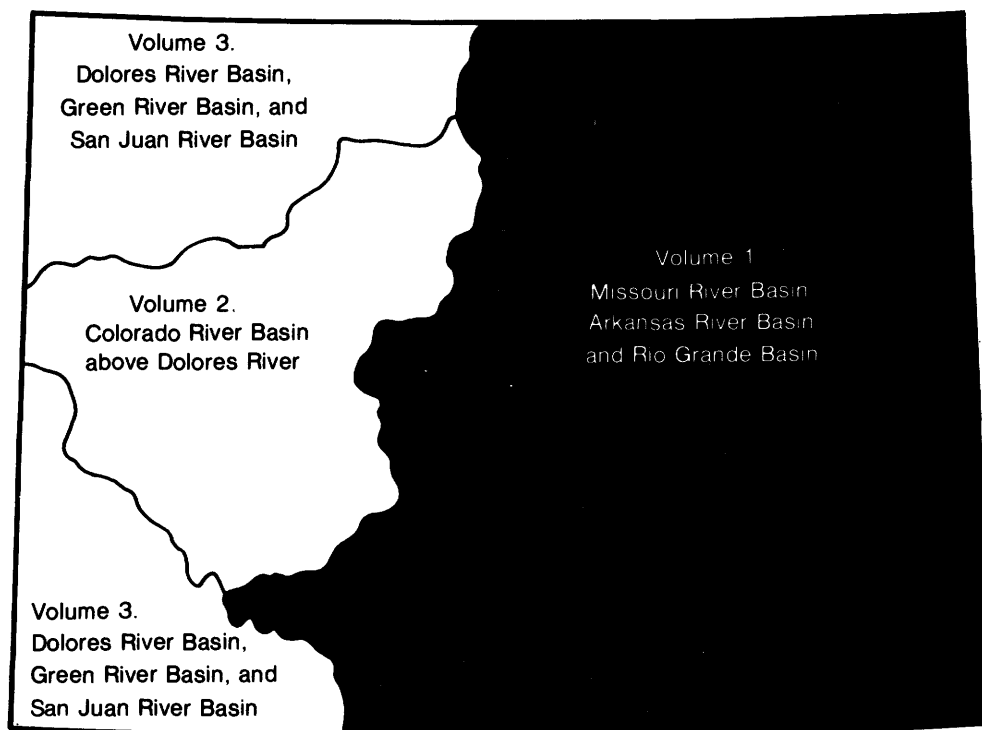 Volume 3.
Dolores River Basin,
Green River Basin, and
San Juan River Basin
Volume 2.
Colorado River Basin
above Dolores River
Volume 1
Missouri River Basin
Arkansas River Basin
and Rio Grande Basin
Volume 3.
Dolores River Basin,
Green River Basin, and
San Juan River Basin